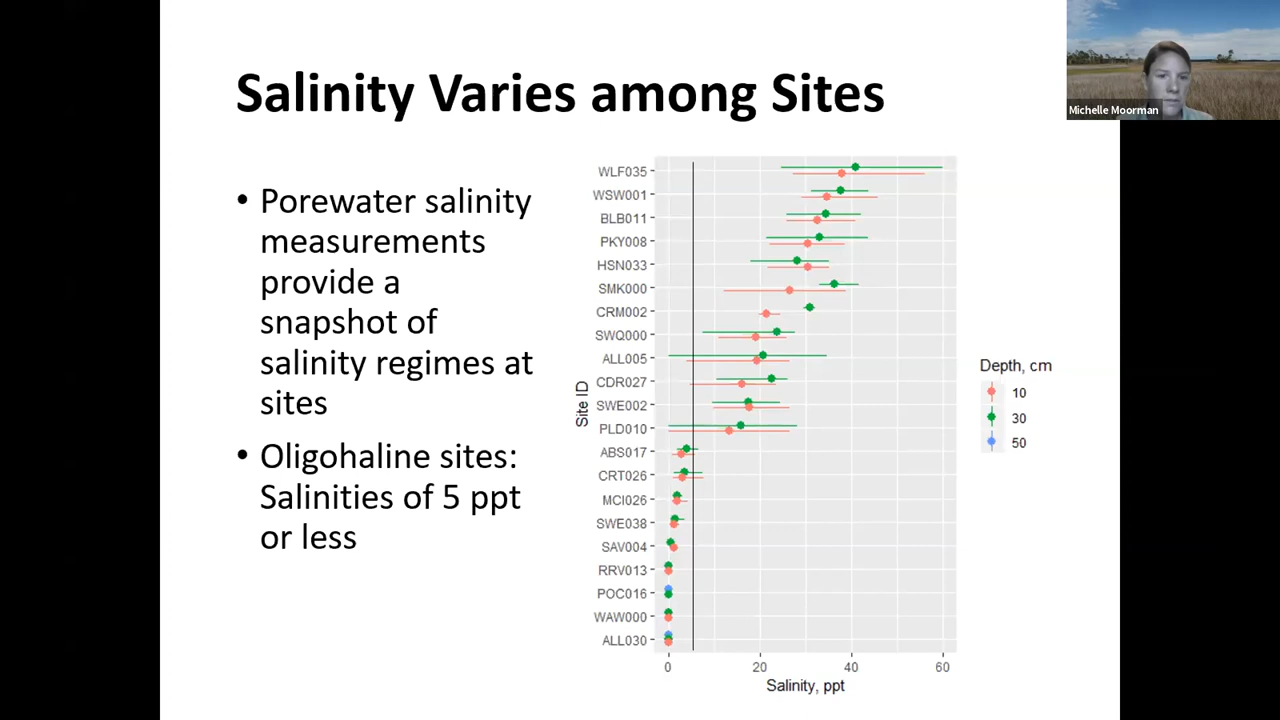 Salinity Varies among Sites
Michelle Moorman
• Porewater salinity
measurements
provide a
snapshot of
salinity regimes at
sites
• Oligohaline sites:
Salinities of 5 ppt
or less
Site ID
WLF035
WSW001
BLB011
PKY008
HSN033
SMK000
CRM002
SWQ000
ALL005
CDR027
SWE002
PLD010
ABS017
CRT026
MCI026
SWE038
SAV004
RRV013
POC016
WAW000
ALL030
0 20 40 60
Salinity, ppt
Depth, cm
10
30
50